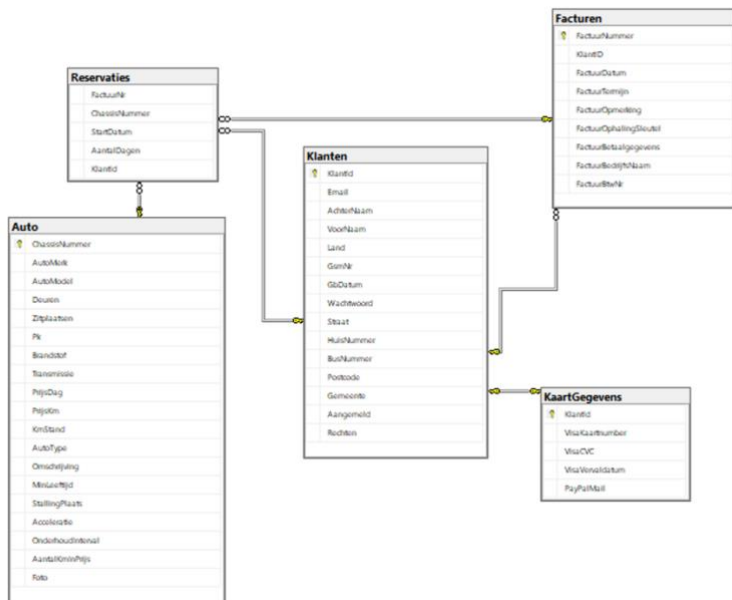 Reservaties
FactuurNr
ChassisNummer
StartDatum
AantalDagen
KlantId
Auto
ChassisNummer
AutoMerk
AutoModel
Deuren
Zitplaatsen
Pk
Brandstof
Transmissie
PrijsDag
PrijsKm
KmStand
AutoType
Omschrijving
MinLeeftijd
StallingPlaats
Acceleratie
OnderhoudInterval
AantalKmInPrijs
Foto
Klanten
KlantId
Email
AchterNaam
VoorNaam
Land
GsmNr
GbDatum
Wachtwoord
Straat
HuisNummer
BusNummer
Postcode
Gemeente
Aangemeld
Rechten
Facturen
FactuurNummer
KlantID
FactuurDatum
FactuurTermijn
FactuurOpmerking
FactuurOphalingSleutel
FactuurBetaalgegevens
FactuurBedrijfsNaam
FactuurBtwNr
KaartGegevens
KlantId
VisaKaartnumber
VisaCVC
VisaVervaldatum
PayPalMail